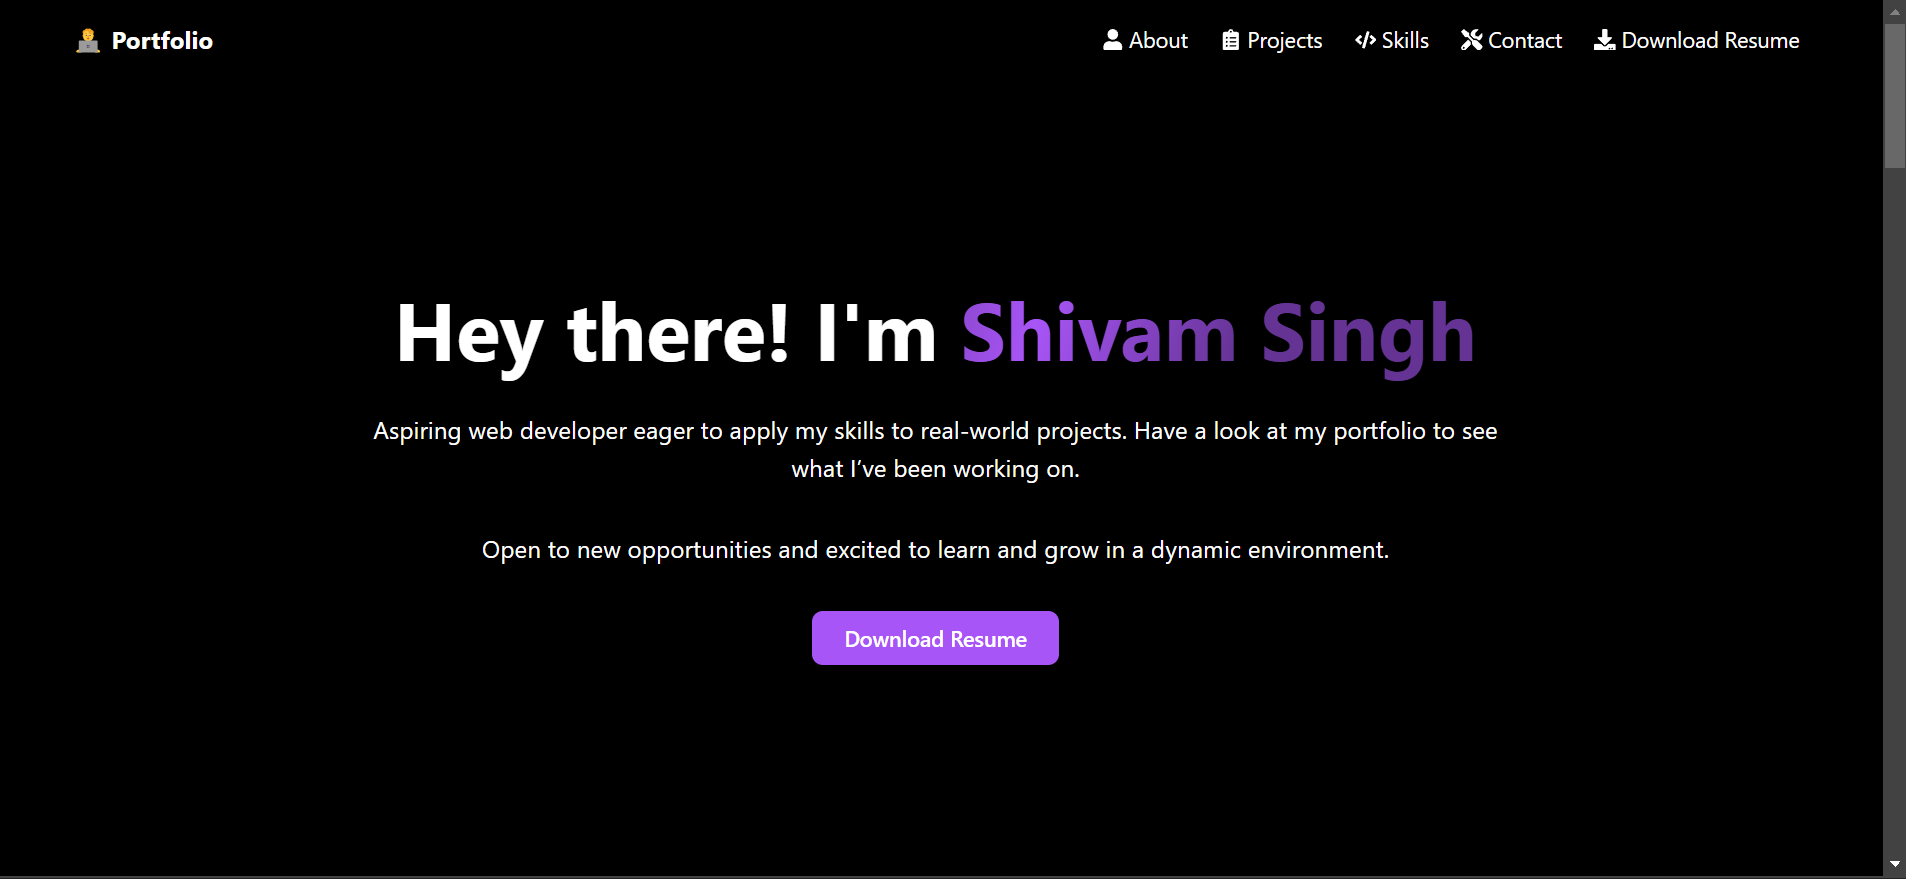 Portfolio
About
Projects
Skills
Contact
Download Resume
Hey there! I'm Shivam Singh
Aspiring web developer eager to apply my skills to real-world projects. Have a look at my portfolio to see
what I’ve been working on.
Open to new opportunities and excited to learn and grow in a dynamic environment.
Download Resume